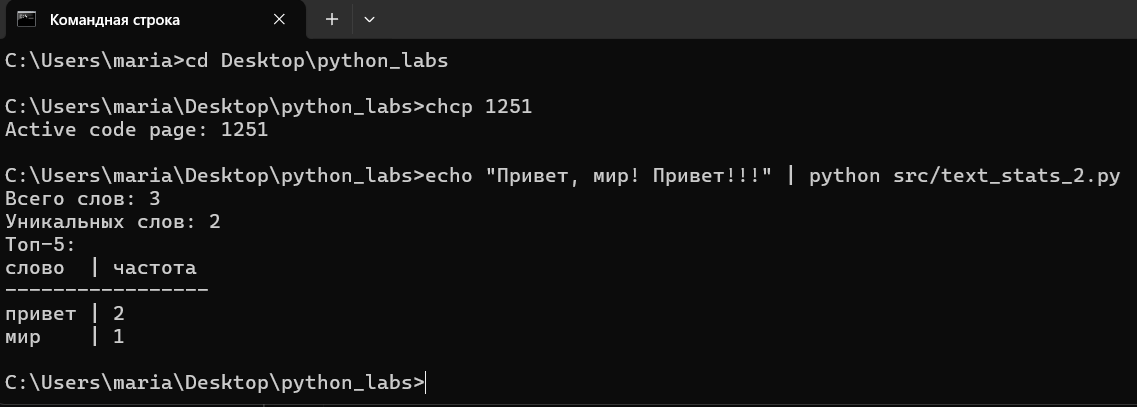 Командная строка
C:\Users\maria>cd Desktop\python_labs
C:\Users\maria\Desktop\python_labs>chcp 1251
Active code page: 1251
C:\Users\maria\Desktop\python_labs>echo "Привет, мир! Привет!!!" | python src/text_stats_2.py
Всего слов: 3
Уникальных слов: 2
Топ-5:
слово  | частота
-----------------
привет | 2
мир    | 1
C:\Users\maria\Desktop\python_labs>